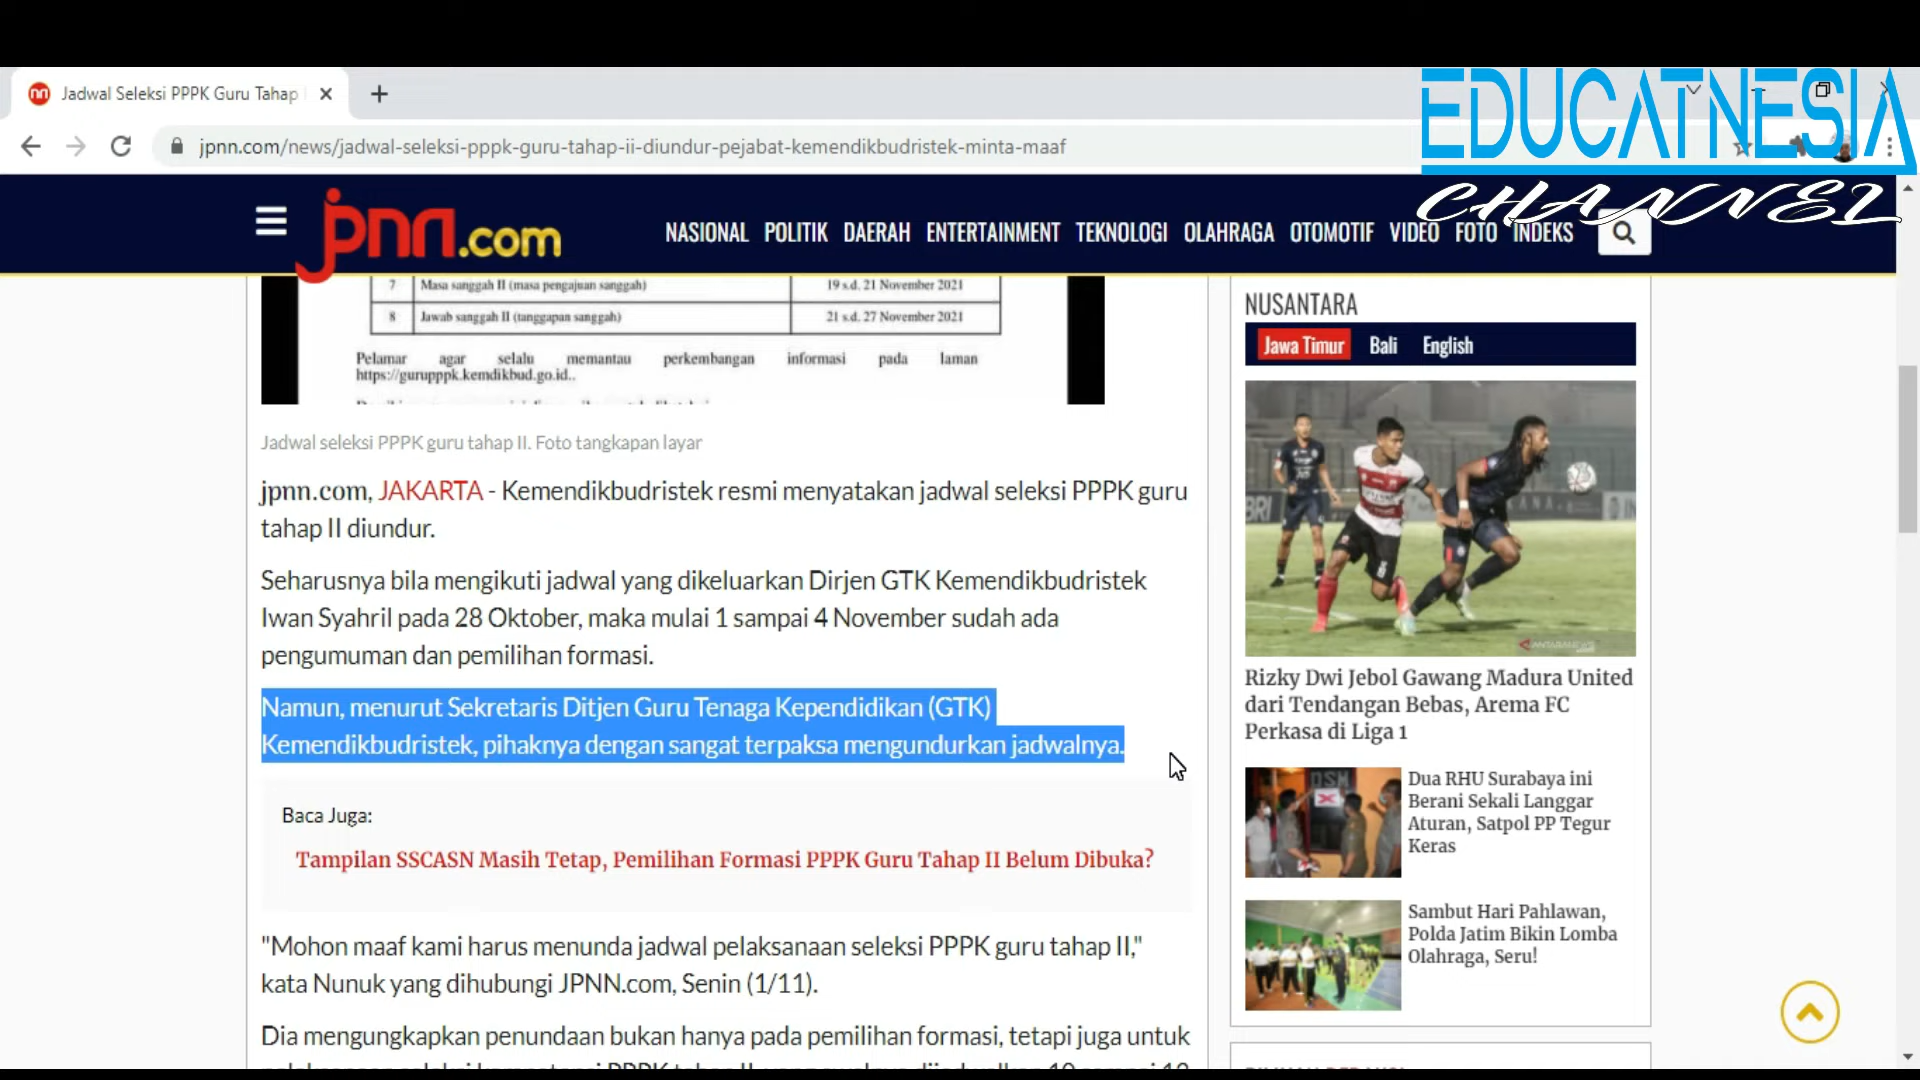 Jadwal Seleksi PPPK Guru Tahap
EDUCATNESIA
CHANNEL
jpnn.com/news/jadwal-seleksi-pppk-guru-tahap-ii-diundur-pejabat-kemendikbudristek-minta-maaf
jpnn.com
NASIONAL POLITIK DAERAH ENTERTAINMENT TEKNOLOGI OLAHRAGA OTOMOTIF VIDEO FOTO INDEKS
7 Masa sanggah II (masa pengajuan sanggah) 19 s.d. 21 November 2021
8 Jawab sanggah II (tanggapan sanggah) 21 s.d. 27 November 2021
Pelamar agar selalu memantau perkembangan informasi pada laman
https://gurupppk.kemdikbud.go.id..
Jadwal seleksi PPPK guru tahap II. Foto tangkapan layar
jpnn.com, JAKARTA - Kemendikbudristek resmi menyatakan jadwal seleksi PPPK guru
tahap II diundur.
Seharusnya bila mengikuti jadwal yang dikeluarkan Dirjen GTK Kemendikbudristek
Iwan Syahril pada 28 Oktober, maka mulai 1 sampai 4 November sudah ada
pengumuman dan pemilihan formasi.
Namun, menurut Sekretaris Ditjen Guru Tenaga Kependidikan (GTK)
Kemendikbudristek, pihaknya dengan sangat terpaksa mengundurkan jadwalnya.
Baca Juga:
Tampilan SSCASN Masih Tetap, Pemilihan Formasi PPPK Guru Tahap II Belum Dibuka?
"Mohon maaf kami harus menunda jadwal pelaksanaan seleksi PPPK guru tahap II,"
kata Nunuk yang dihubungi JPNN.com, Senin (1/11).
Dia mengungkapkan penundaan bukan hanya pada pemilihan formasi, tetapi juga untuk
NUSANTARA
Jawa Timur Bali English
BRI
ANTARANEWS
Rizky Dwi Jebol Gawang Madura United
dari Tendangan Bebas, Arema FC
Perkasa di Liga 1
Dua RHU Surabaya ini
Berani Sekali Langgar
Aturan, Satpol PP Tegur
Keras
Sambut Hari Pahlawan,
Polda Jatim Bikin Lomba
Olahraga, Seru!